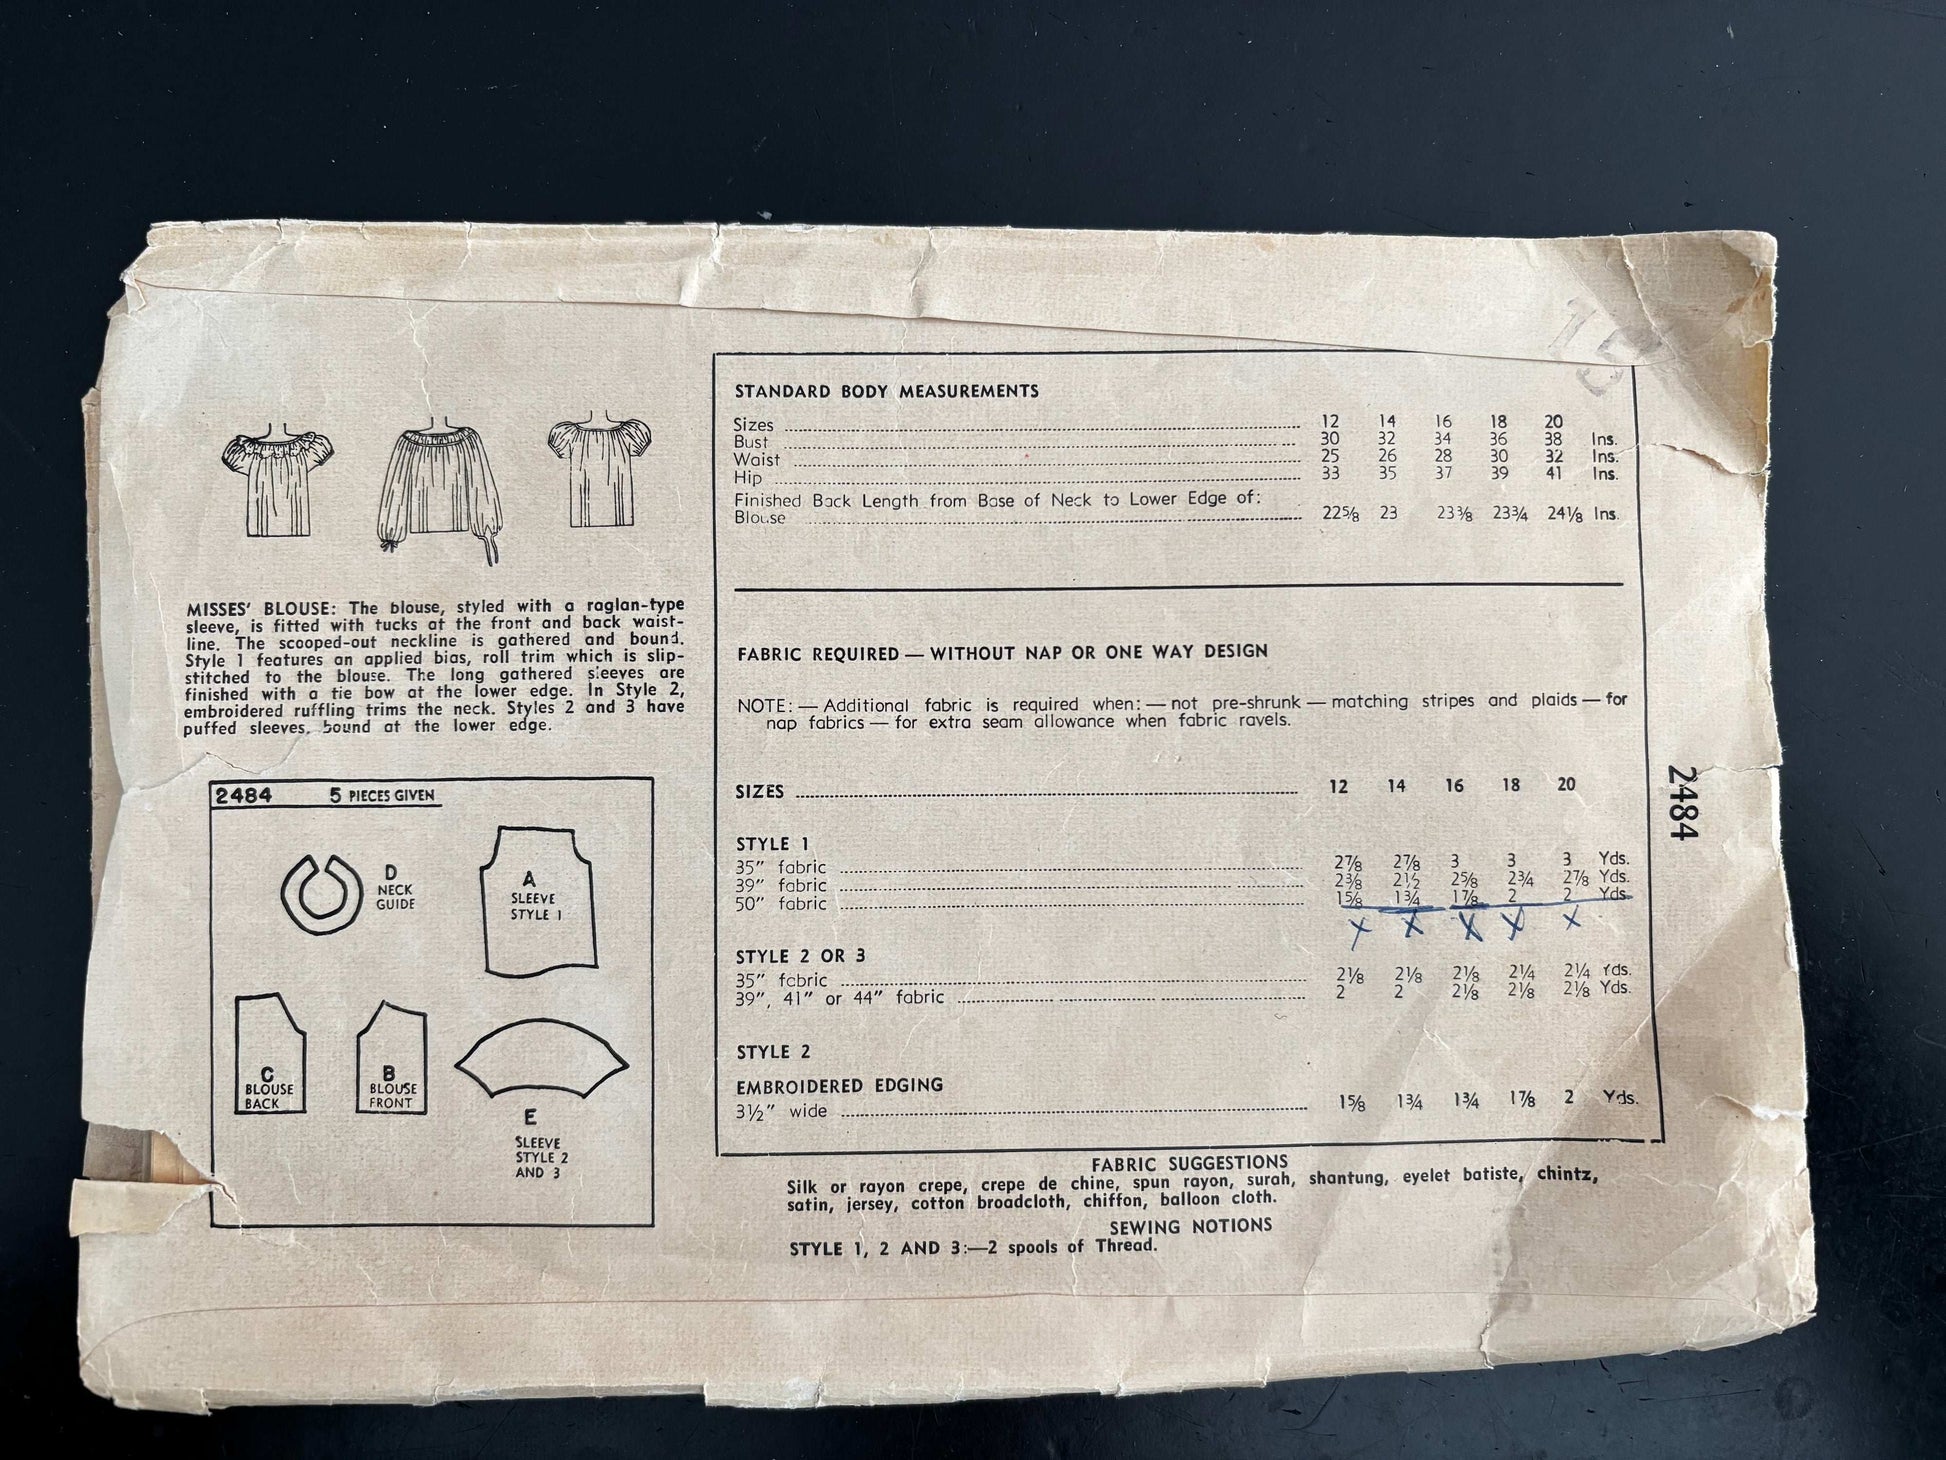 18
MISSES' BLOUSE: The blouse, styled with a raglan-type
sleeve, is fitted with tucks at the front and back waist-
line. The scooped-out neckline is gathered and bound.
Style 1 features an applied bias, roll trim which is slip-
stitched to the blouse. The long gathered sleeves are
finished with a tie bow at the lower edge. In Style 2,
embroidered ruffling trims the neck. Styles 2 and 3 have
puffed sleeves, bound at the lower edge.
2484 5 PIECES GIVEN
D
NECK
GUIDE
A
SLEEVE
STYLE 1
C
BLOUSE
BACK
B
BLOUSE
FRONT
E
SLEEVE
STYLE 2
AND 3
STANDARD BODY MEASUREMENTS
Sizes 12 14 16 18 20
Bust 30 32 34 36 38 Ins.
Waist 25 26 28 30 32 Ins.
Hip 33 35 37 39 41 Ins.
Finished Back Length from Base of Neck to Lower Edge of:
Blouse 22⅝ 23 23⅜ 23¾ 24⅛ Ins.
FABRIC REQUIRED — WITHOUT NAP OR ONE WAY DESIGN
NOTE: — Additional fabric is required when: — not pre-shrunk — matching stripes and plaids — for
nap fabrics — for extra seam allowance when fabric ravels.
SIZES 12 14 16 18 20
STYLE 1
35" fabric 2⅞ 2⅞ 3 3 3 Yds.
39" fabric 2⅜ 2½ 2⅝ 2¾ 2⅞ Yds.
50" fabric 1⅝ 1¾ 1⅞ 2 2 Yds.
X X X X X
STYLE 2 OR 3
35" fabric 2⅛ 2⅛ 2⅛ 2¼ 2¼ Yds.
39", 41" or 44" fabric 2 2 2⅛ 2⅛ 2⅛ Yds.
STYLE 2
EMBROIDERED EDGING
3½" wide 1⅝ 1¾ 1¾ 1⅞ 2 Yds.
FABRIC SUGGESTIONS
Silk or rayon crepe, crepe de chine, spun rayon, surah, shantung, eyelet batiste, chintz,
satin, jersey, cotton broadcloth, chiffon, balloon cloth.
SEWING NOTIONS
STYLE 1, 2 AND 3:—2 spools of Thread.
2484